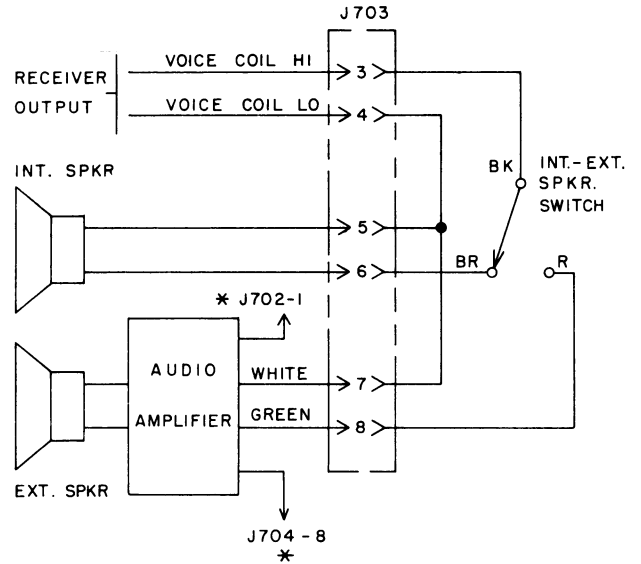 J703
VOICE COIL HI
3
RECEIVER
OUTPUT
VOICE COIL LO
4
INT. SPKR
BK
INT.-EXT.
SPKR.
SWITCH
5
6
BR
R
* J702-1
AUDIO
AMPLIFIER
WHITE
7
GREEN
8
EXT. SPKR
J704-8
*